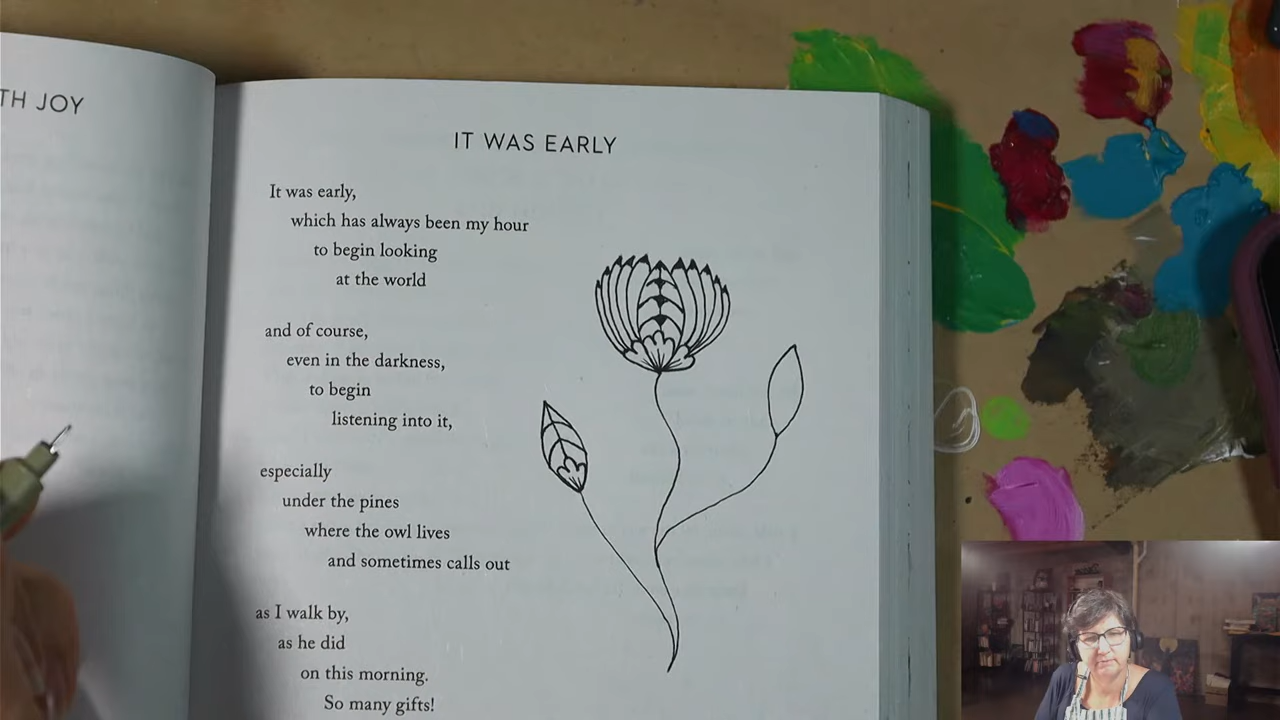 TH JOY
IT WAS EARLY
It was early,
which has always been my hour
to begin looking
at the world
and of course,
even in the darkness,
to begin
listening into it,
especially
under the pines
where the owl lives
and sometimes calls out
as I walk by,
as he did
on this morning.
So many gifts!